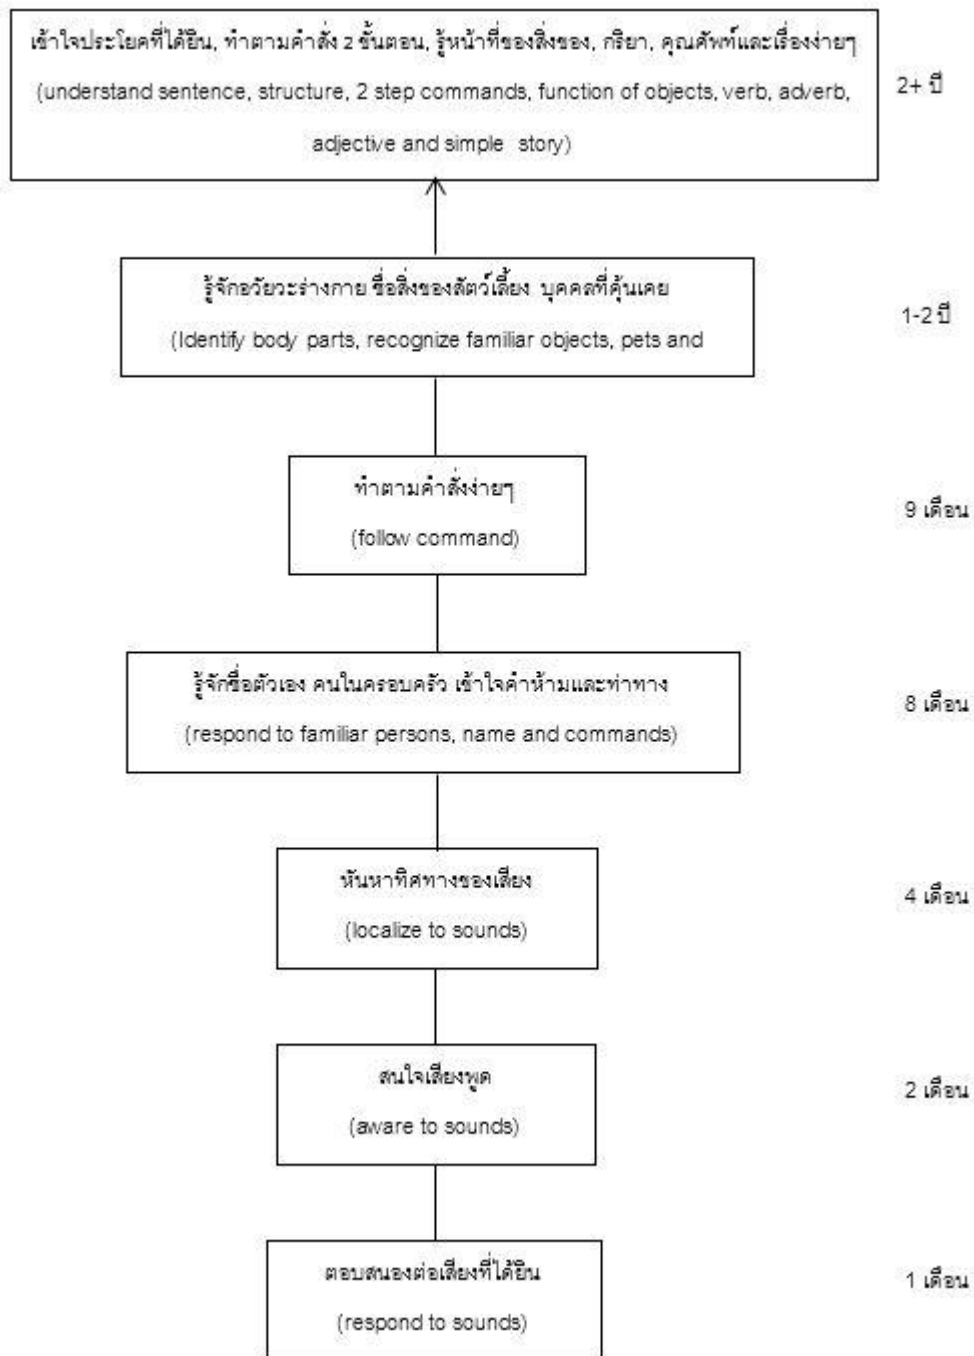 เข้าใจประโยคที่ได้ยิน, ทำตามคำสั่ง 2 ขั้นตอน, รู้หน้าที่ของสิ่งของ, กริยา, คุณศัพท์และเรื่องง่ายๆ
(understand sentence, structure, 2 step commands, function of objects, verb, adverb,
adjective and simple story)
2+ ปี
รู้จักอวัยวะร่างกาย ชื่อสิ่งของสัตว์เลี้ยง บุคคลที่คุ้นเคย
(Identify body parts, recognize familiar objects, pets and
1-2 ปี
ทำตามคำสั่งง่ายๆ
(follow command)
9 เดือน
รู้จักชื่อตัวเอง คนในครอบครัว เข้าใจคำห้ามและท่าทาง
(respond to familiar persons, name and commands)
8 เดือน
หันหาทิศทางของเสียง
(localize to sounds)
4 เดือน
สนใจเสียงพูด
(aware to sounds)
2 เดือน
ตอบสนองต่อเสียงที่ได้ยิน
(respond to sounds)
1 เดือน